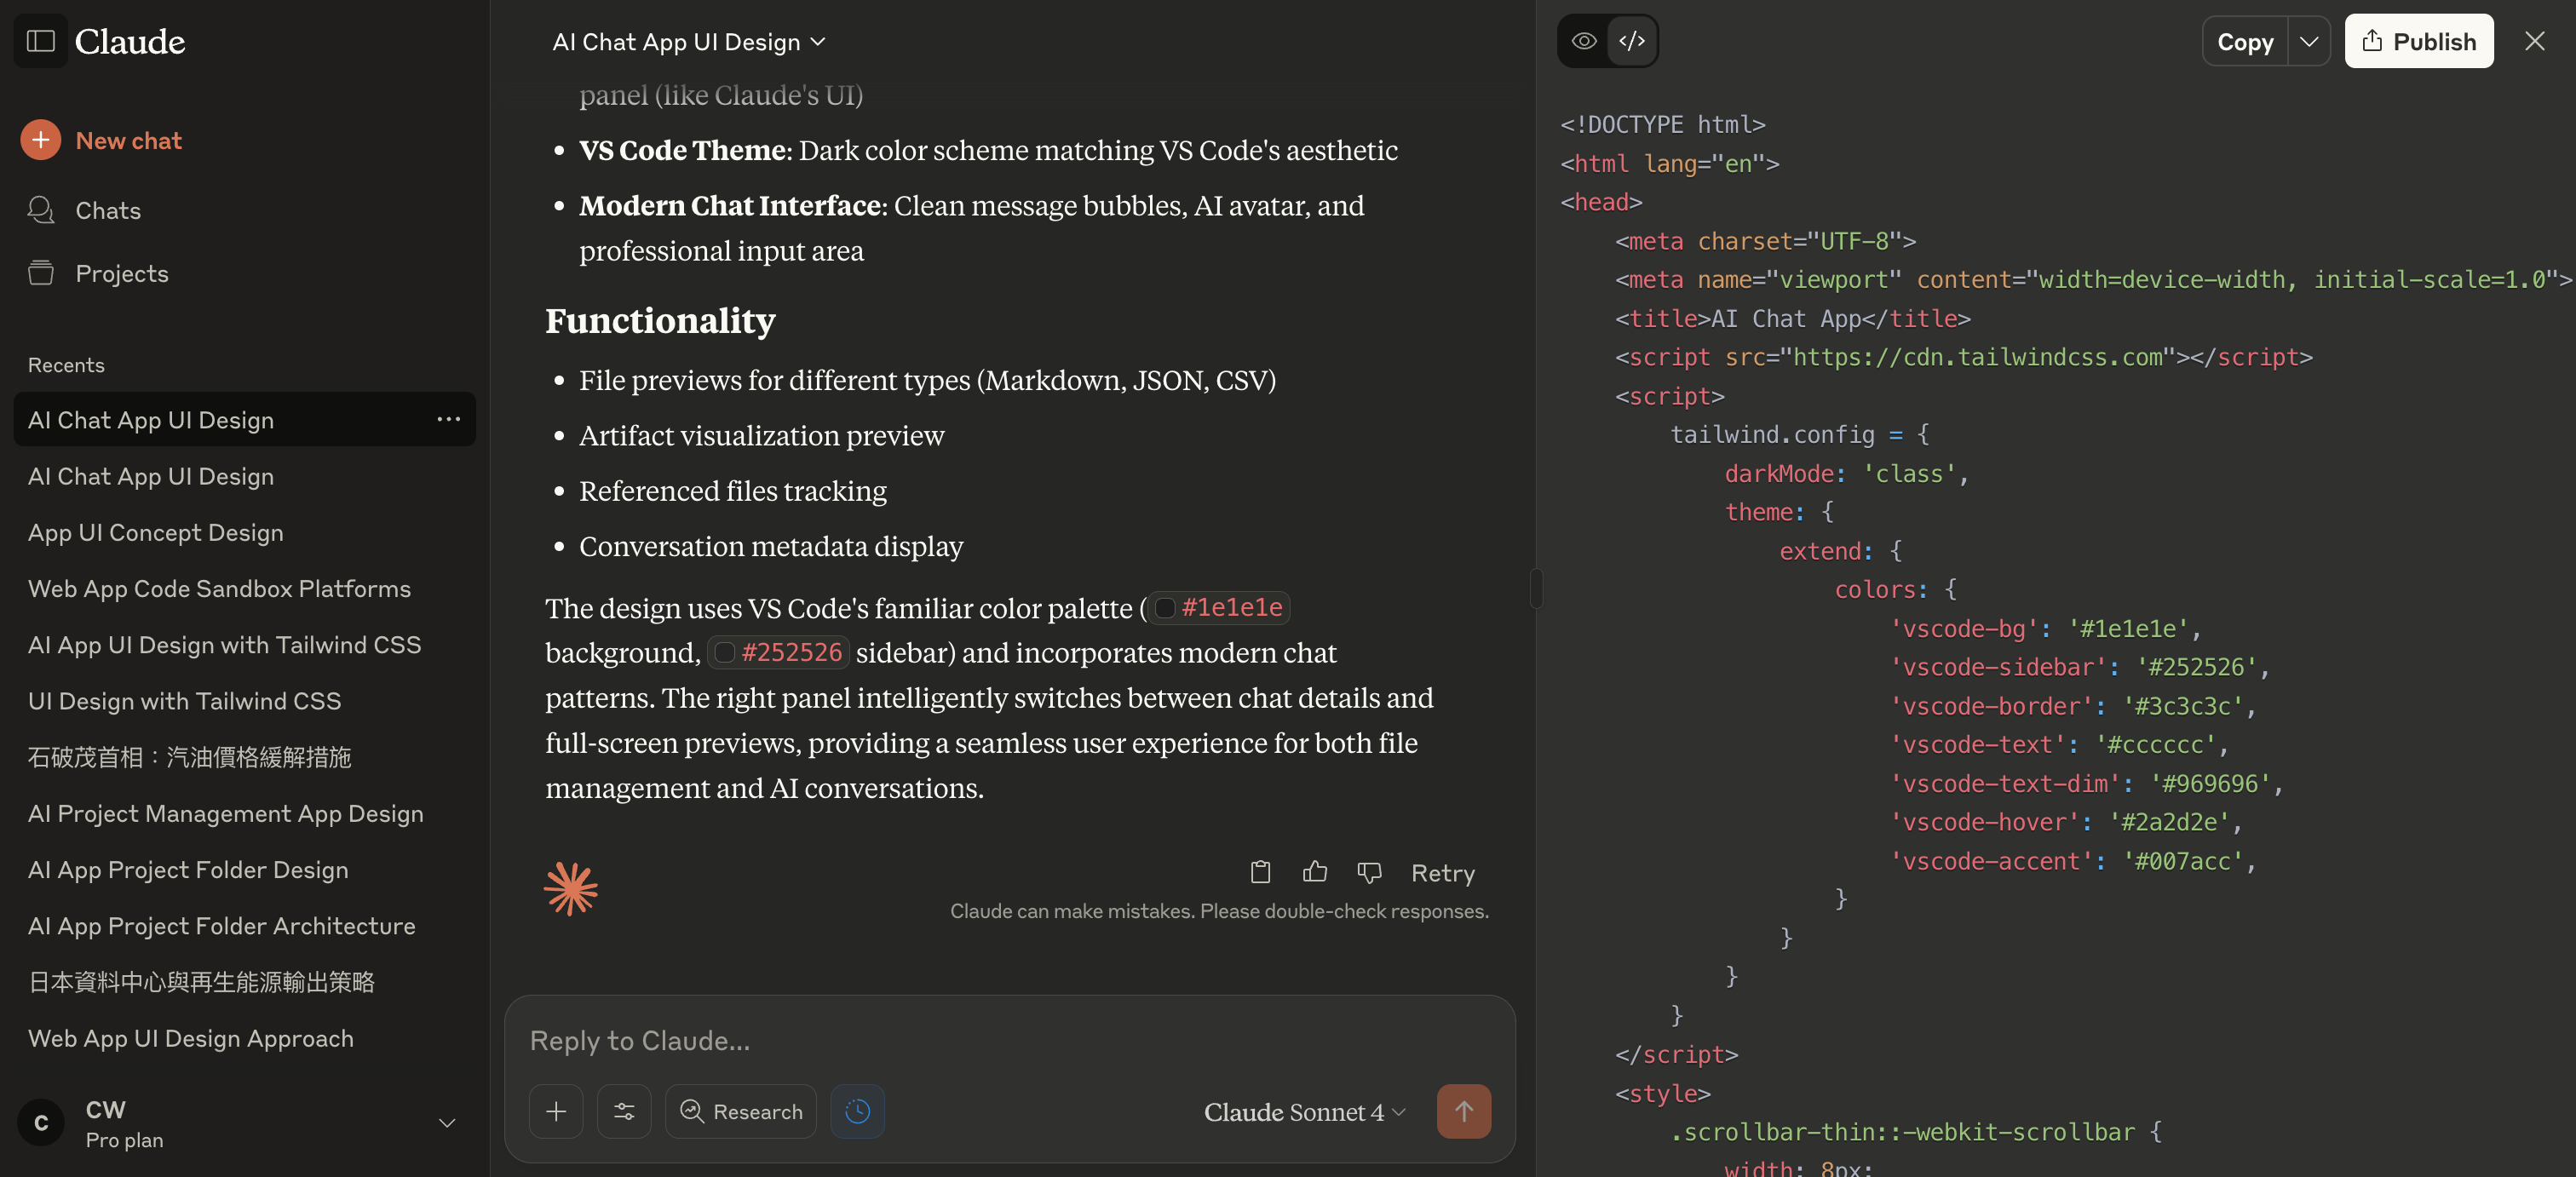 Claude
New chat
Chats
Projects
Recents
AI Chat App UI Design
AI Chat App UI Design
App UI Concept Design
Web App Code Sandbox Platforms
AI App UI Design with Tailwind CSS
UI Design with Tailwind CSS
石破茂首相：汽油價格緩解措施
AI Project Management App Design
AI App Project Folder Design
AI App Project Folder Architecture
日本資料中心與再生能源輸出策略
Web App UI Design Approach
C
CW
Pro plan
AI Chat App UI Design
panel (like Claude's UI)
• VS Code Theme: Dark color scheme matching VS Code's aesthetic
• Modern Chat Interface: Clean message bubbles, AI avatar, and
professional input area
Functionality
• File previews for different types (Markdown, JSON, CSV)
• Artifact visualization preview
• Referenced files tracking
• Conversation metadata display
The design uses VS Code's familiar color palette (#1e1e1e
background, #252526 sidebar) and incorporates modern chat
patterns. The right panel intelligently switches between chat details and
full-screen previews, providing a seamless user experience for both file
management and AI conversations.
Retry
Claude can make mistakes. Please double-check responses.
Reply to Claude...
Research
Claude Sonnet 4
Copy
Publish
<!DOCTYPE html>
<html lang="en">
<head>
    <meta charset="UTF-8">
    <meta name="viewport" content="width=device-width, initial-scale=1.0">
    <title>AI Chat App</title>
    <script src="https://cdn.tailwindcss.com"></script>
    <script>
        tailwind.config = {
            darkMode: 'class',
            theme: {
                extend: {
                    colors: {
                        'vscode-bg': '#1e1e1e',
                        'vscode-sidebar': '#252526',
                        'vscode-border': '#3c3c3c',
                        'vscode-text': '#cccccc',
                        'vscode-text-dim': '#969696',
                        'vscode-hover': '#2a2d2e',
                        'vscode-accent': '#007acc',
                    }
                }
            }
        }
    </script>
    <style>
        .scrollbar-thin::-webkit-scrollbar {
            width: 8px;